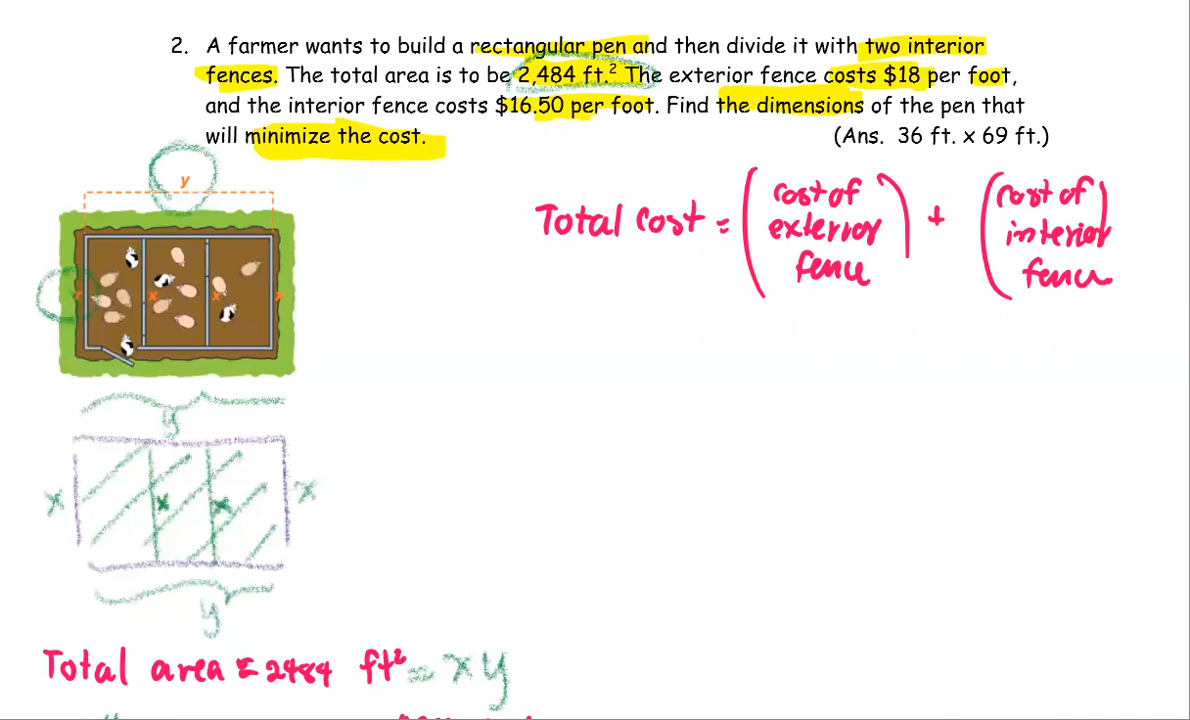 2. A farmer wants to build a rectangular pen and then divide it with two interior
fences. The total area is to be 2,484 ft.² The exterior fence costs $18 per foot,
and the interior fence costs $16.50 per foot. Find the dimensions of the pen that
will minimize the cost. (Ans. 36 ft. x 69 ft.)
y
Total cost = (cost of exterior fence) + (cost of interior fence)
x x x
y
x x x x
y
Total area = 2484 ft² = xy